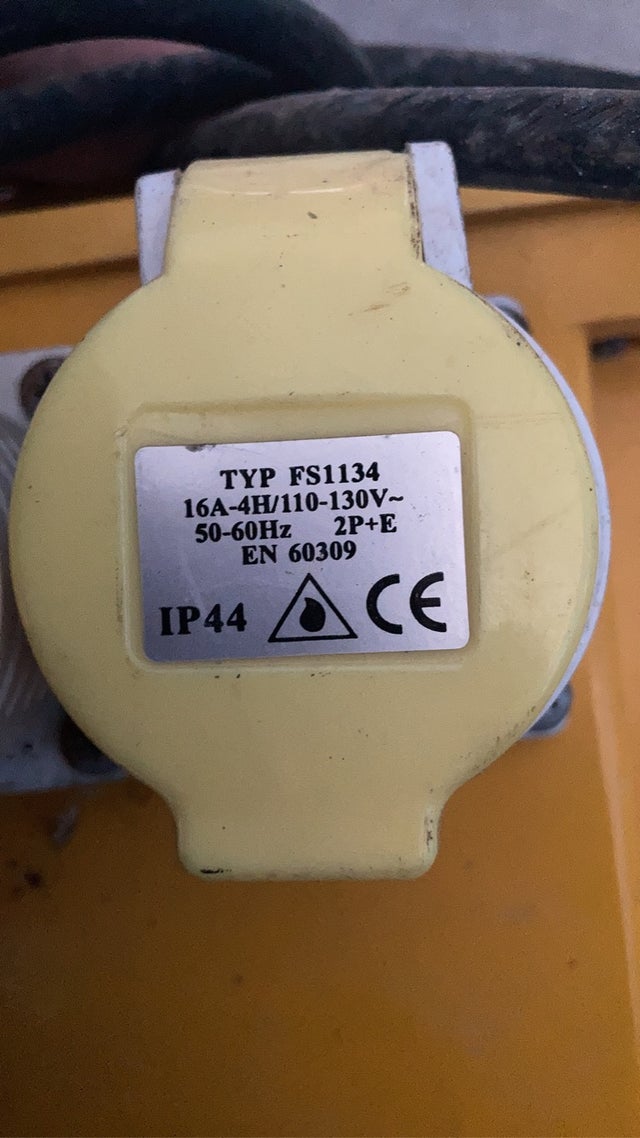 TYP FS1134
16A-4H/110-130V~
50-60Hz 2P+E
EN 60309
IP44 CE